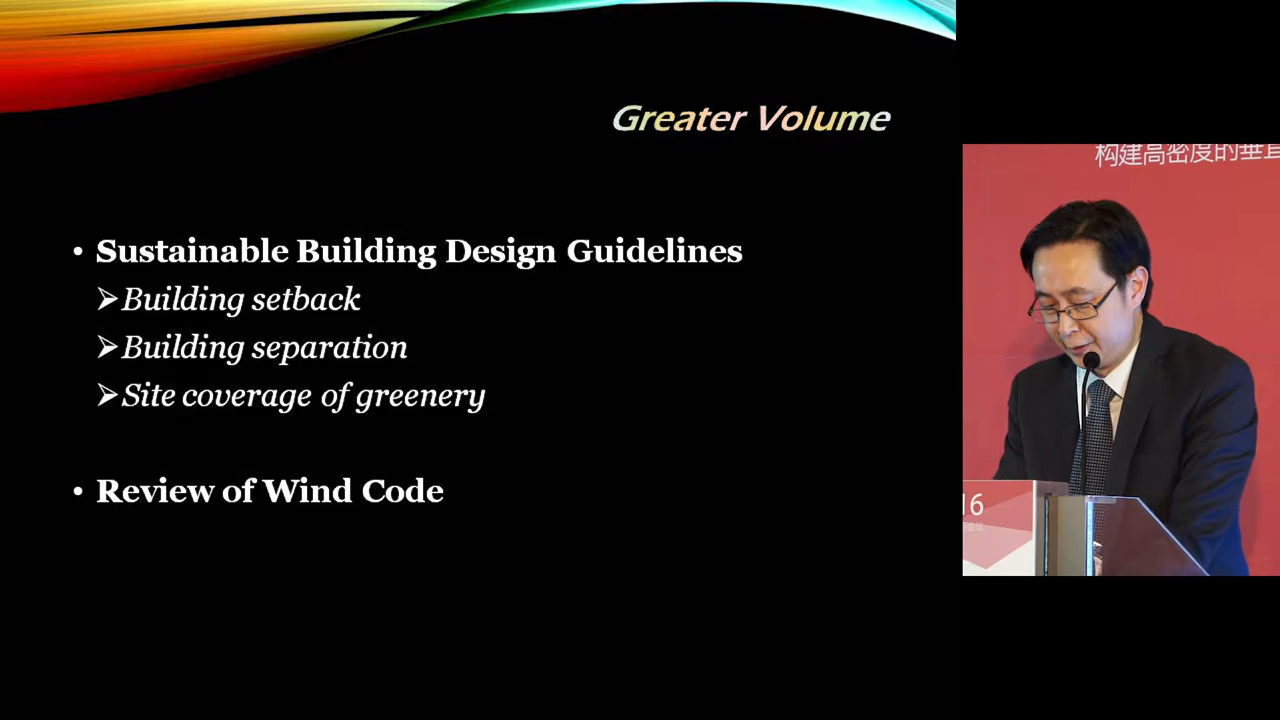 Greater Volume
• Sustainable Building Design Guidelines
➢Building setback
➢Building separation
➢Site coverage of greenery
• Review of Wind Code
构建高密度的垂直
16